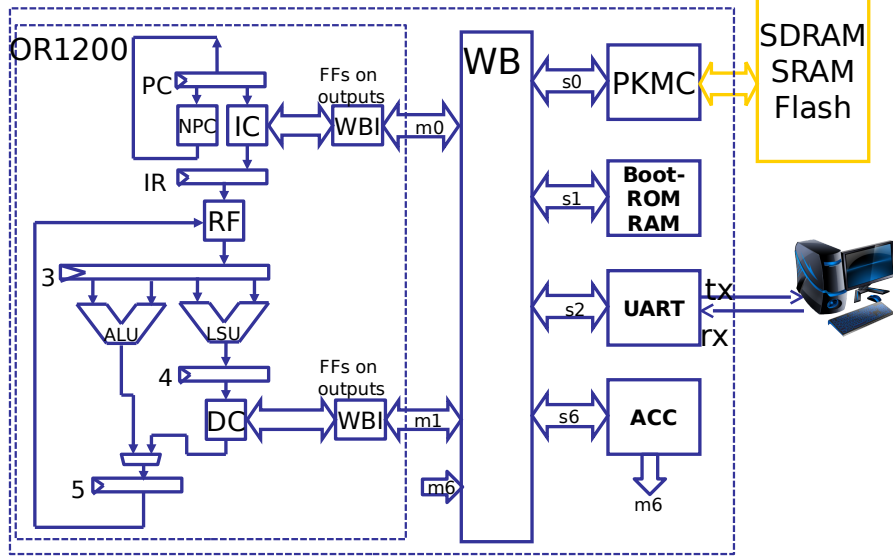 OR1200
PC
NPC
IC
FFs on
outputs
WBI
m0
IR
RF
3
ALU
LSU
4
FFs on
outputs
DC
WBI
m1
5
m6
WB
s0
PKMC
SDRAM
SRAM
Flash
s1
Boot-
ROM
RAM
s2
UART
tx
rx
s6
ACC
m6